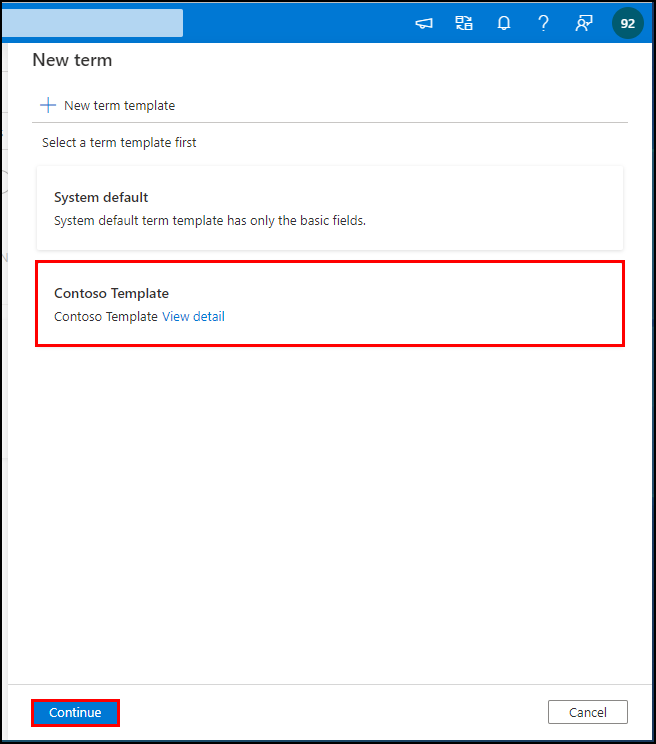 92
New term
New term template
Select a term template first
System default
System default term template has only the basic fields.
Contoso Template
Contoso Template View detail
Continue
Cancel